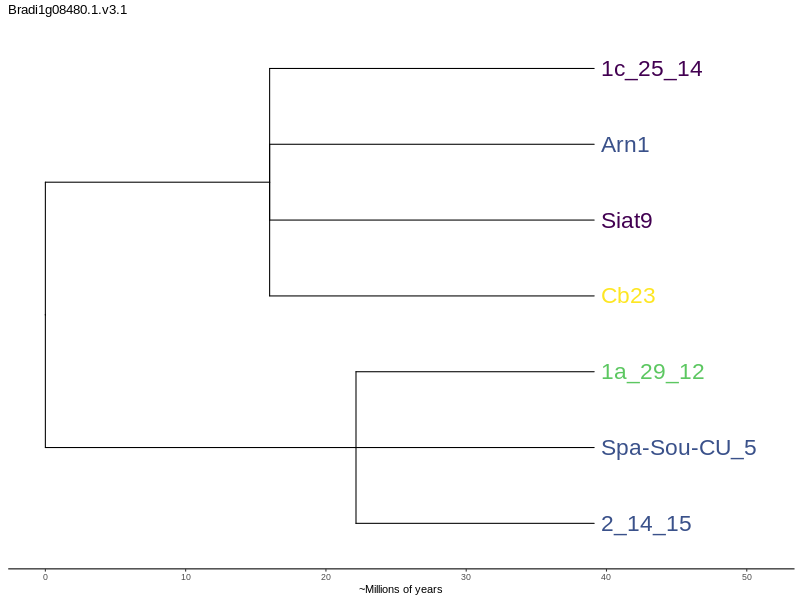 Bradi1g08480.1.v3.1
1c_25_14
Arn1
Siat9
Cb23
1a_29_12
Spa-Sou-CU_5
2_14_15
0 10 20 30 40 50
~Millions of years